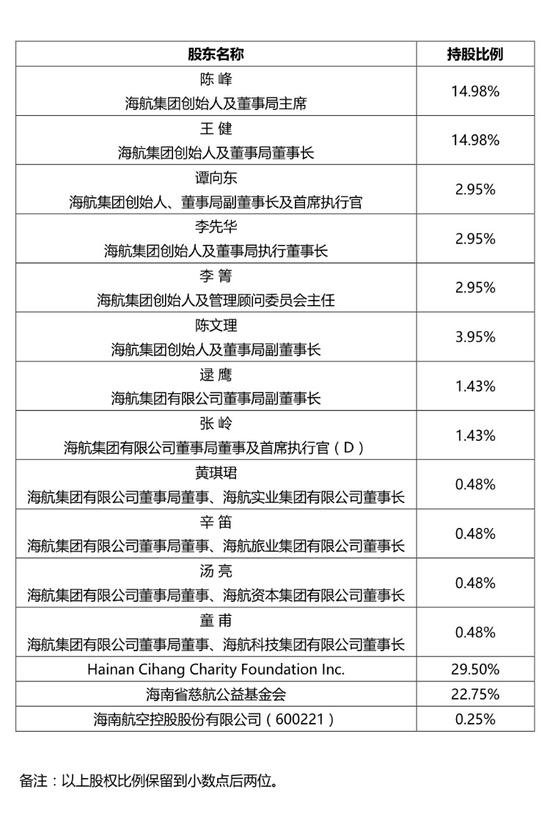 股东名称 持股比例
陈 峰
海航集团创始人及董事局主席 14.98%
王 健
海航集团创始人及董事局董事长 14.98%
谭向东
海航集团创始人、董事局副董事长及首席执行官 2.95%
李先华
海航集团创始人及董事局执行董事长 2.95%
李 箐
海航集团创始人及管理顾问委员会主任 2.95%
陈文理
海航集团创始人及董事局副董事长 3.95%
逯 鹰
海航集团有限公司董事局副董事长 1.43%
张 岭
海航集团有限公司董事局董事及首席执行官（D） 1.43%
黄琪珺
海航集团有限公司董事局董事、海航实业集团有限公司董事长 0.48%
辛 笛
海航集团有限公司董事局董事、海航旅业集团有限公司董事长 0.48%
汤 亮
海航集团有限公司董事局董事、海航资本集团有限公司董事长 0.48%
童 甫
海航集团有限公司董事局董事、海航科技集团有限公司董事长 0.48%
Hainan Cihang Charity Foundation Inc. 29.50%
海南省慈航公益基金会 22.75%
海南航空控股股份有限公司（600221） 0.25%
备注：以上股权比例保留到小数点后两位。